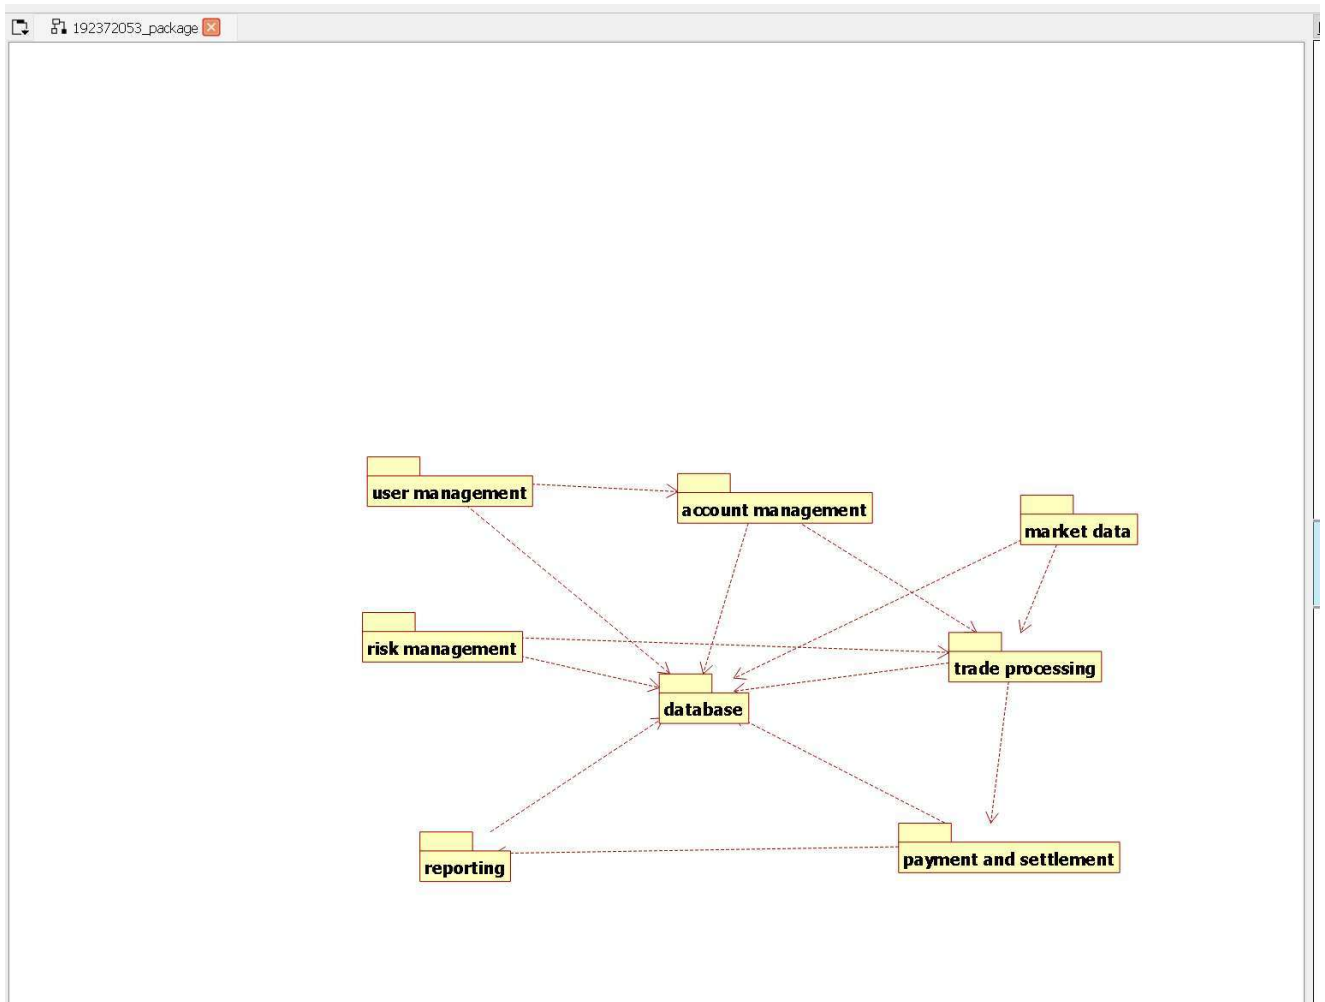 192372053_package
user management
account management
market data
risk management
trade processing
database
reporting
payment and settlement